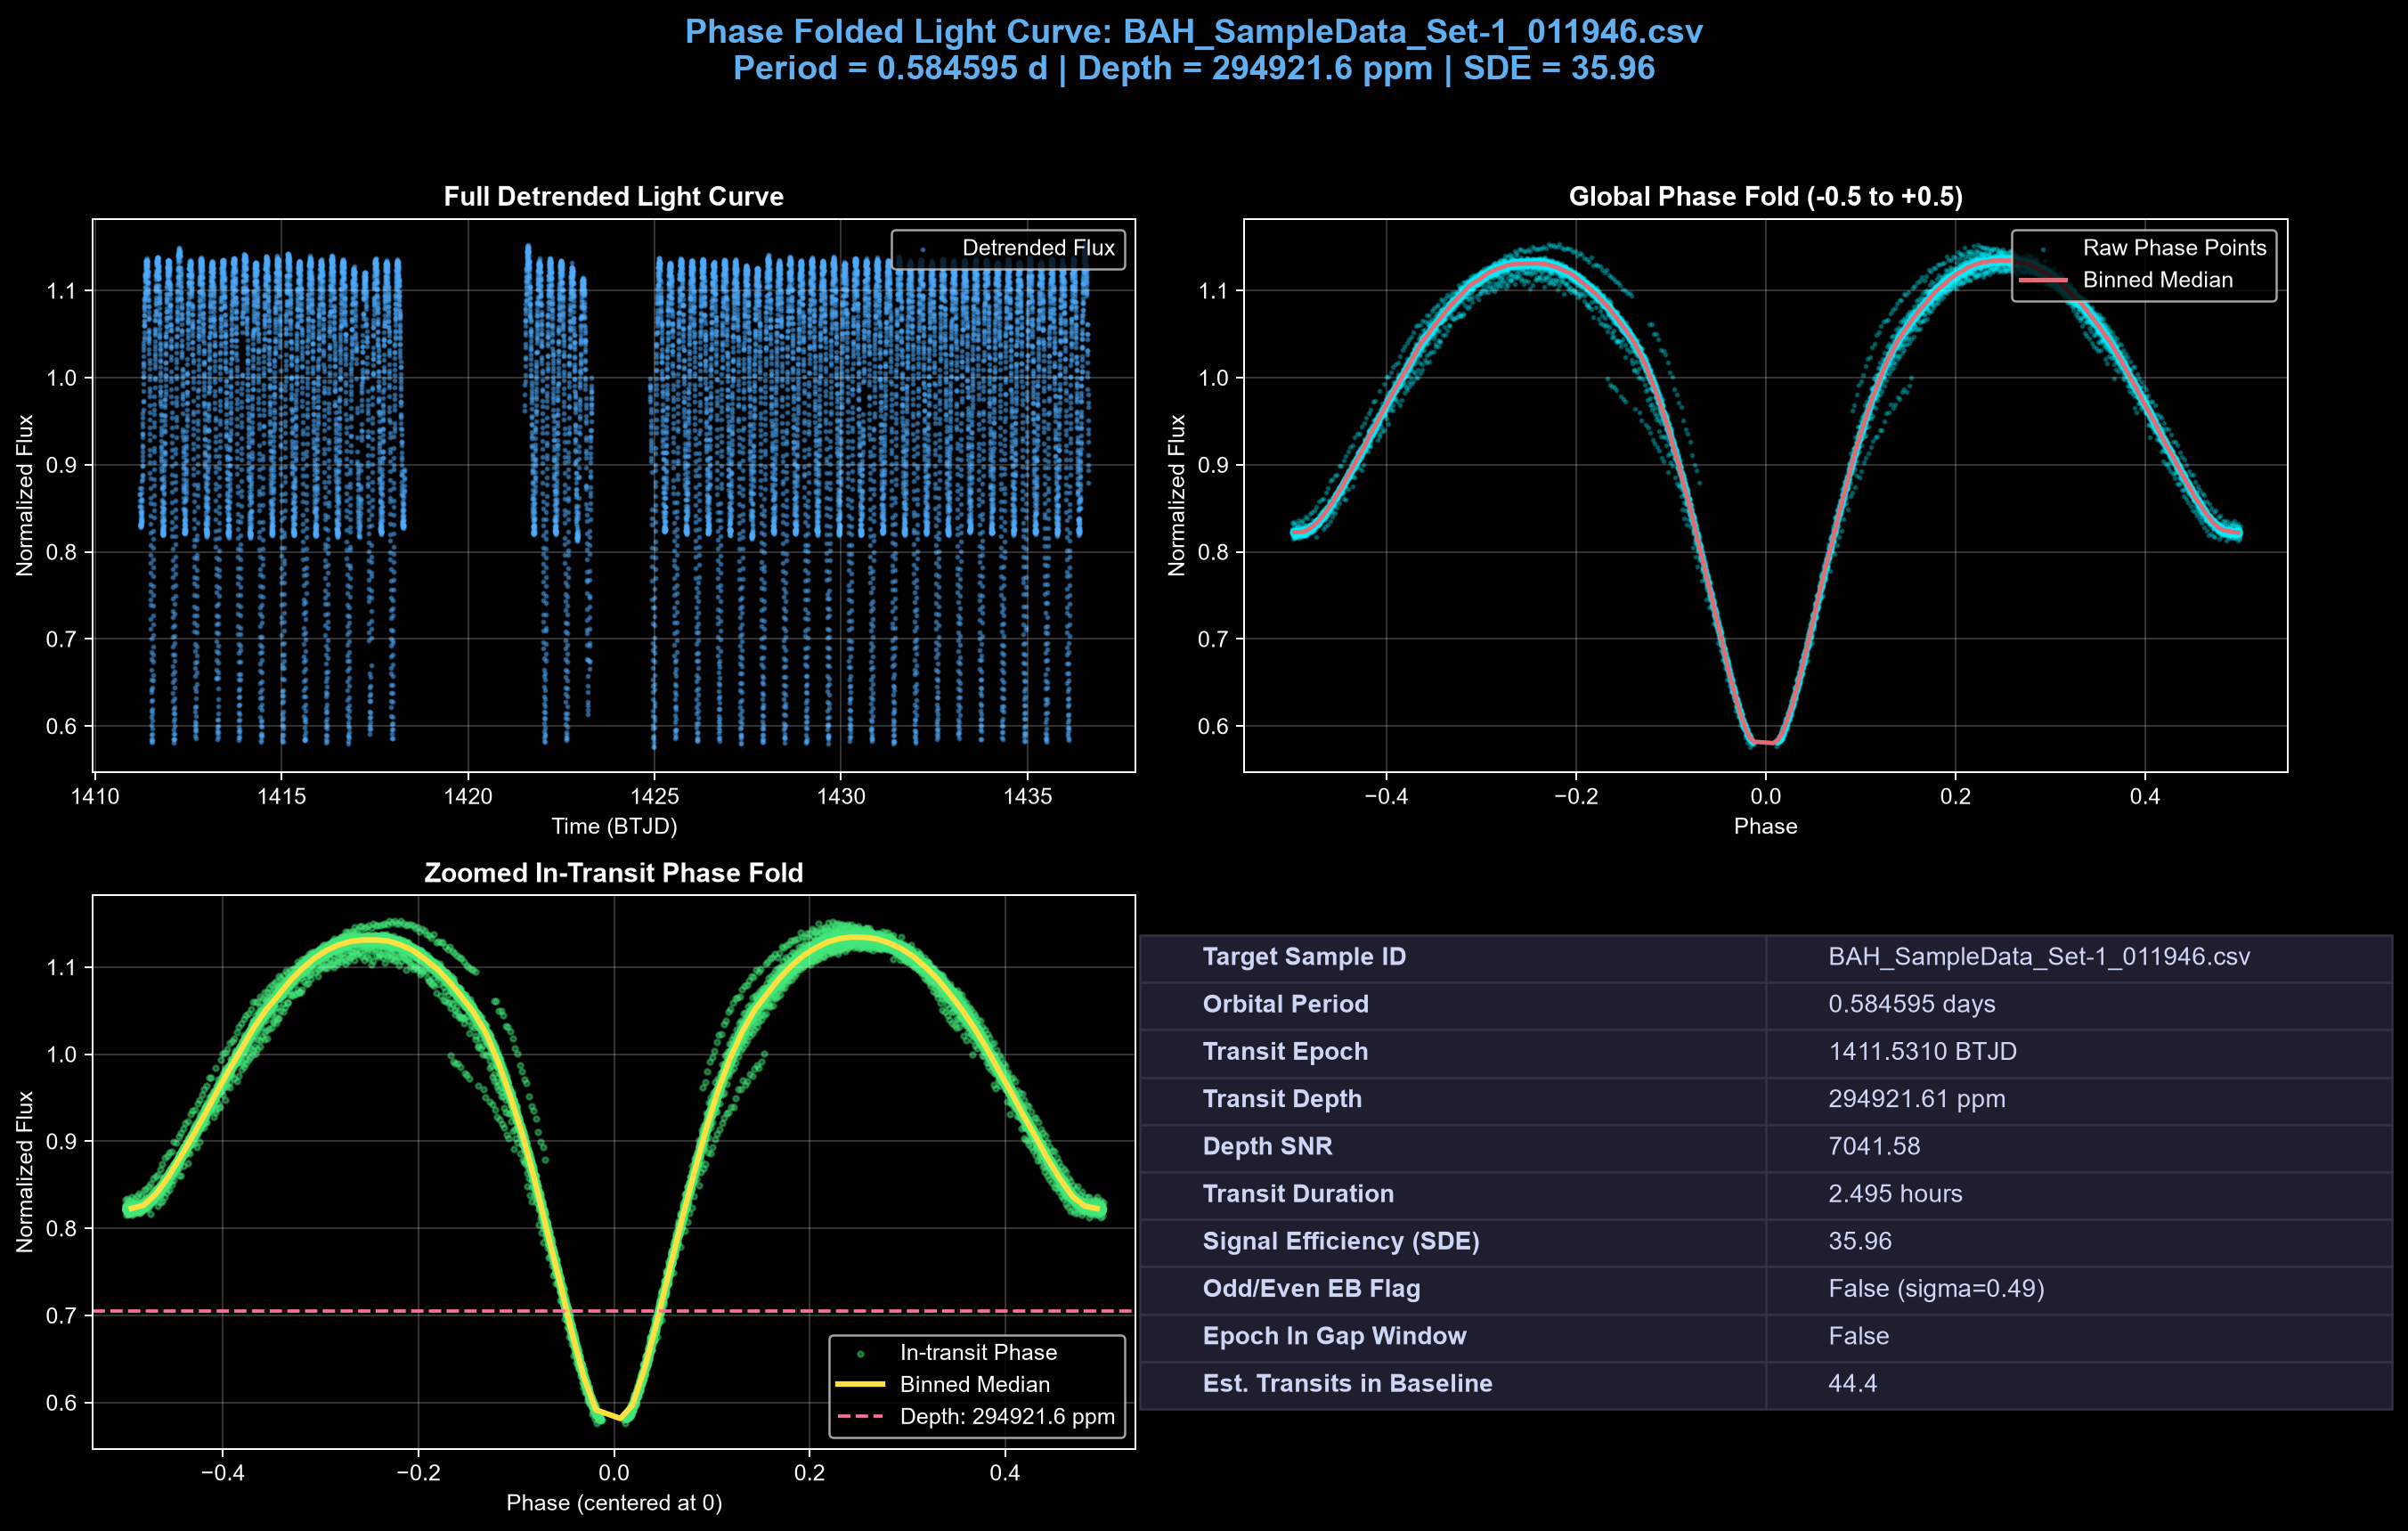 Phase Folded Light Curve: BAH_SampleData_Set-1_011946.csv
Period = 0.584595 d | Depth = 294921.6 ppm | SDE = 35.96
Full Detrended Light Curve
Detrended Flux
Normalized Flux
1.1
1.0
0.9
0.8
0.7
0.6
1410 1415 1420 1425 1430 1435
Time (BTJD)
Global Phase Fold (-0.5 to +0.5)
Raw Phase Points
Binned Median
Normalized Flux
1.1
1.0
0.9
0.8
0.7
0.6
−0.4 −0.2 0.0 0.2 0.4
Phase
Zoomed In-Transit Phase Fold
Normalized Flux
1.1
1.0
0.9
0.8
0.7
0.6
In-transit Phase
Binned Median
Depth: 294921.6 ppm
−0.4 −0.2 0.0 0.2 0.4
Phase (centered at 0)
Target Sample ID BAH_SampleData_Set-1_011946.csv
Orbital Period 0.584595 days
Transit Epoch 1411.5310 BTJD
Transit Depth 294921.61 ppm
Depth SNR 7041.58
Transit Duration 2.495 hours
Signal Efficiency (SDE) 35.96
Odd/Even EB Flag False (sigma=0.49)
Epoch In Gap Window False
Est. Transits in Baseline 44.4